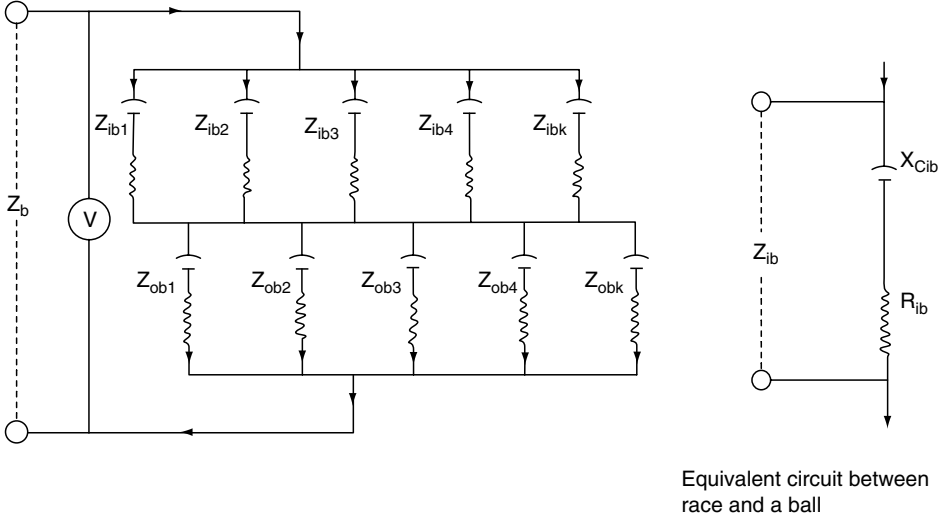 Z_ib1 Z_ib2 Z_ib3 Z_ib4 Z_ibk
Z_b
V
Z_ob1 Z_ob2 Z_ob3 Z_ob4 Z_obk
X_Cib
Z_ib
R_ib
Equivalent circuit between
race and a ball